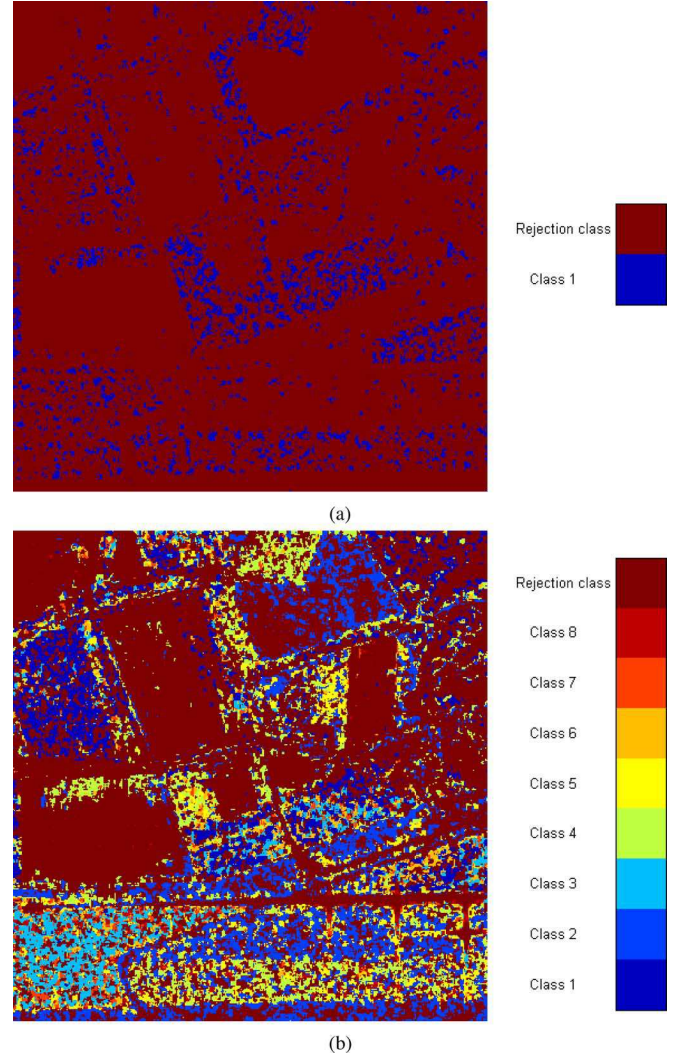 Rejection class
Class 1
(a)
Rejection class
Class 8
Class 7
Class 6
Class 5
Class 4
Class 3
Class 2
Class 1
(b)